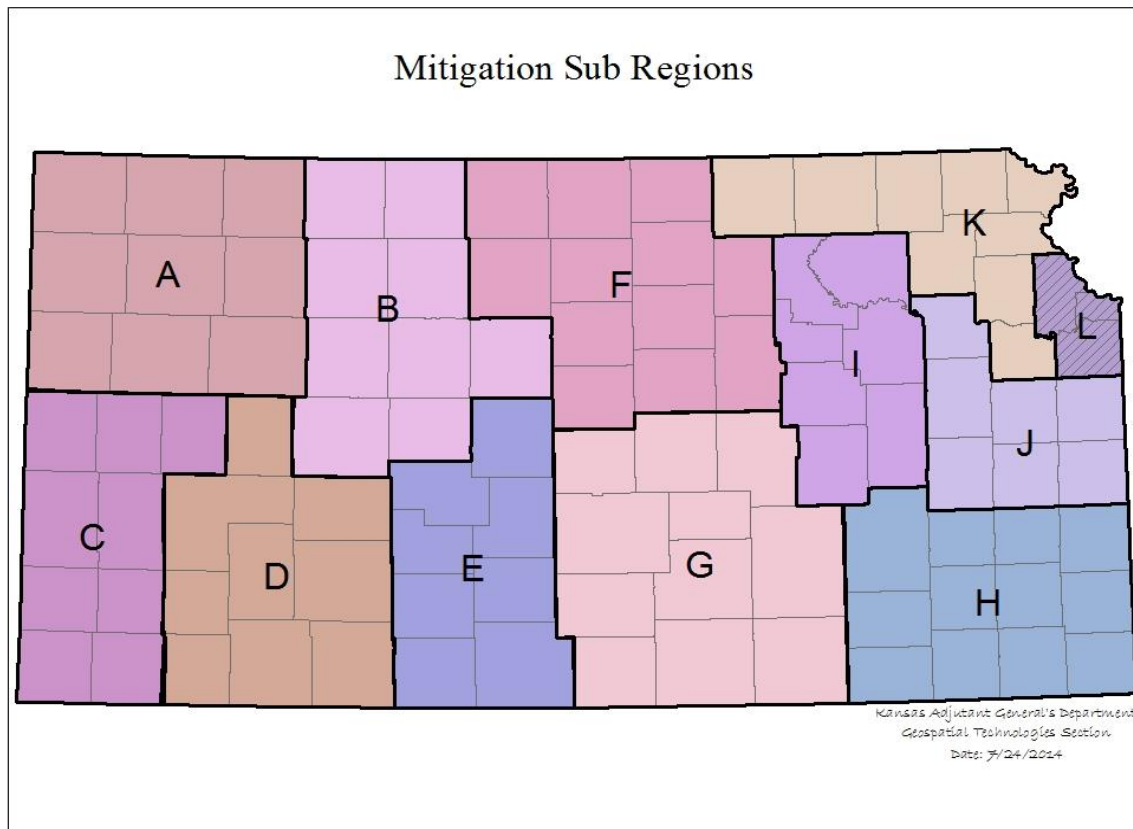 Mitigation Sub Regions
K
A
F
B
L
I
J
C
E
G
D
H
Kansas Adjutant General's Department
Geospatial Technologies Section
Date: 7/24/2014